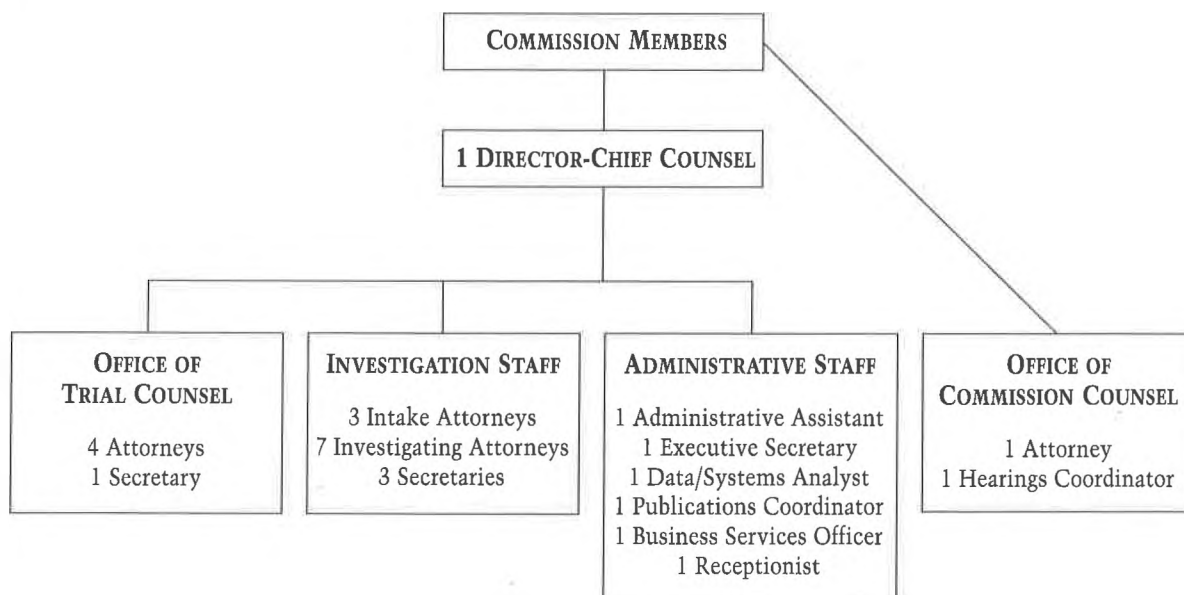 COMMISSION MEMBERS
1 DIRECTOR-CHIEF COUNSEL
OFFICE OF
TRIAL COUNSEL
4 Attorneys
1 Secretary
INVESTIGATION STAFF
3 Intake Attorneys
7 Investigating Attorneys
3 Secretaries
ADMINISTRATIVE STAFF
1 Administrative Assistant
1 Executive Secretary
1 Data/Systems Analyst
1 Publications Coordinator
1 Business Services Officer
1 Receptionist
OFFICE OF
COMMISSION COUNSEL
1 Attorney
1 Hearings Coordinator